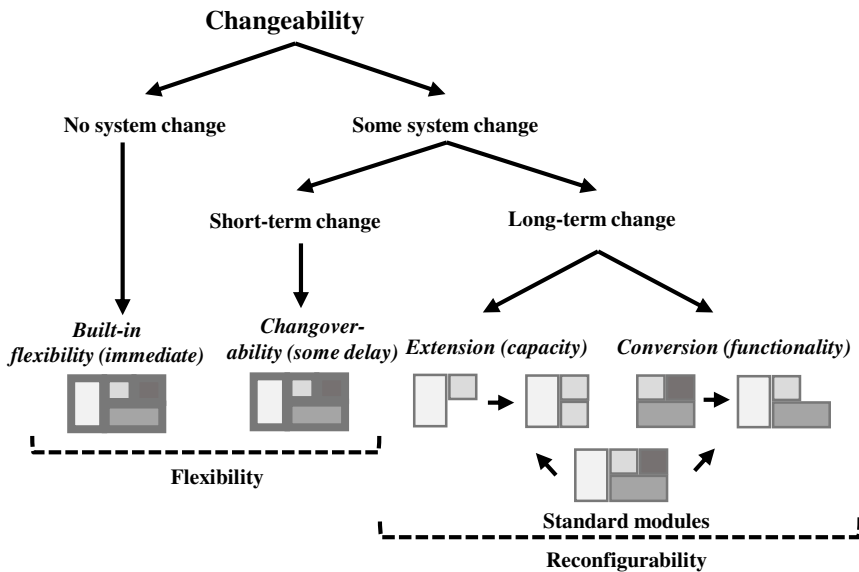 Changeability
No system change
Some system change
Short-term change
Long-term change
Built-in
flexibility (immediate)
Changover-
ability (some delay)
Extension (capacity)
Conversion (functionality)
Flexibility
Standard modules
Reconfigurability